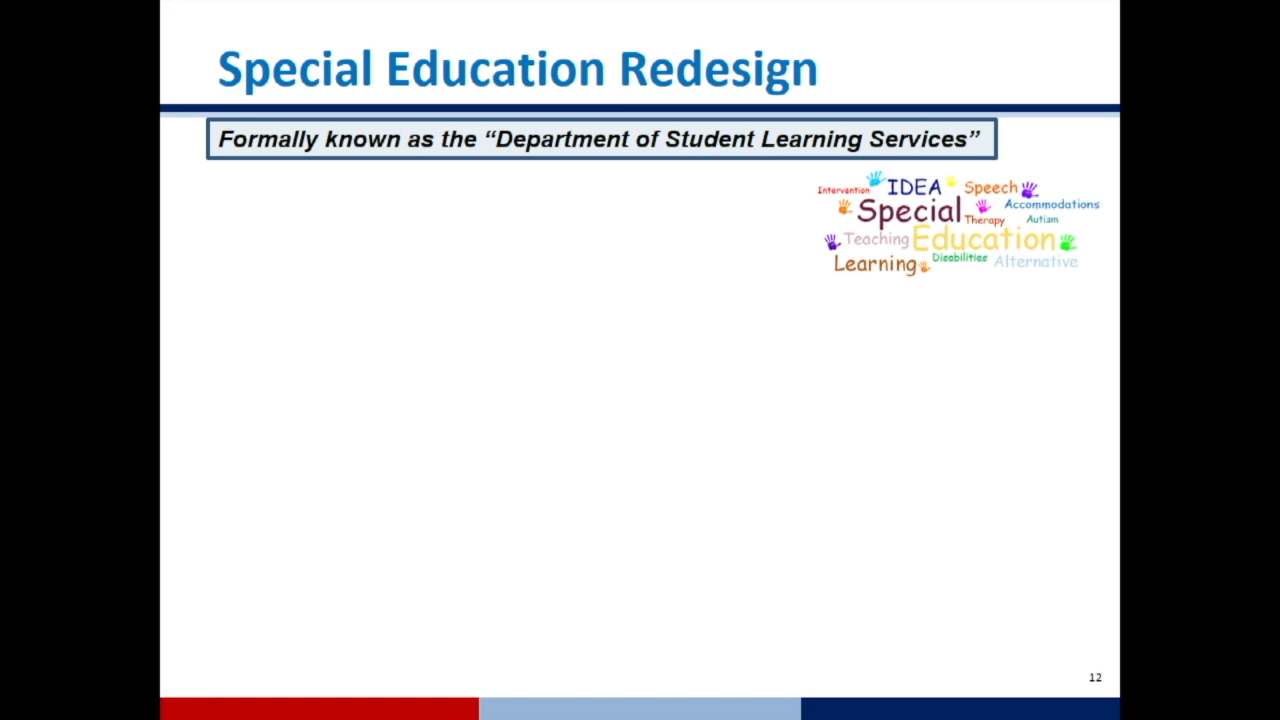 Special Education Redesign
Formally known as the “Department of Student Learning Services”
Intervention IDEA Speech
Special Therapy Accommodations
Autism
Teaching Education
Learning Disabilities Alternative
12